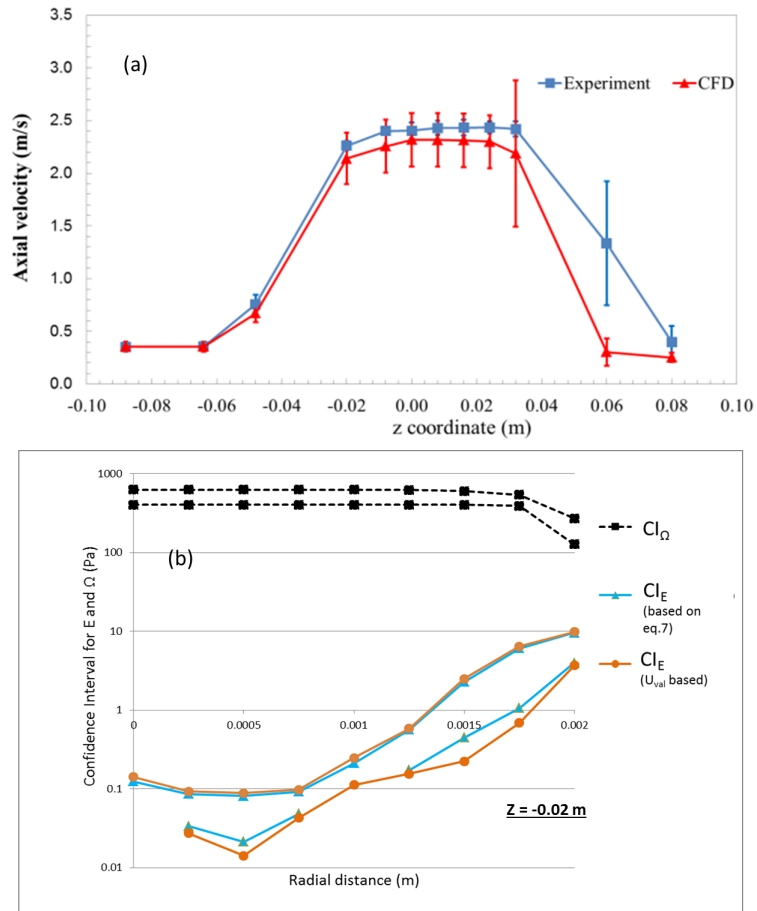 3.5
(a)
3.0
Experiment CFD
2.5
2.0
1.5
1.0
0.5
0.0
Axial velocity (m/s)
-0.10 -0.08 -0.06 -0.04 -0.02 0.00 0.02 0.04 0.06 0.08 0.10
z coordinate (m)
1000
100
(b)
10
1
0.1
0.01
Confidence Interval for E and Ω (Pa)
0 0.0005 0.001 0.0015 0.002
Z = -0.02 m
Radial distance (m)
CIΩ
CIE
(based on
eq.7)
CIE
(Uval based)